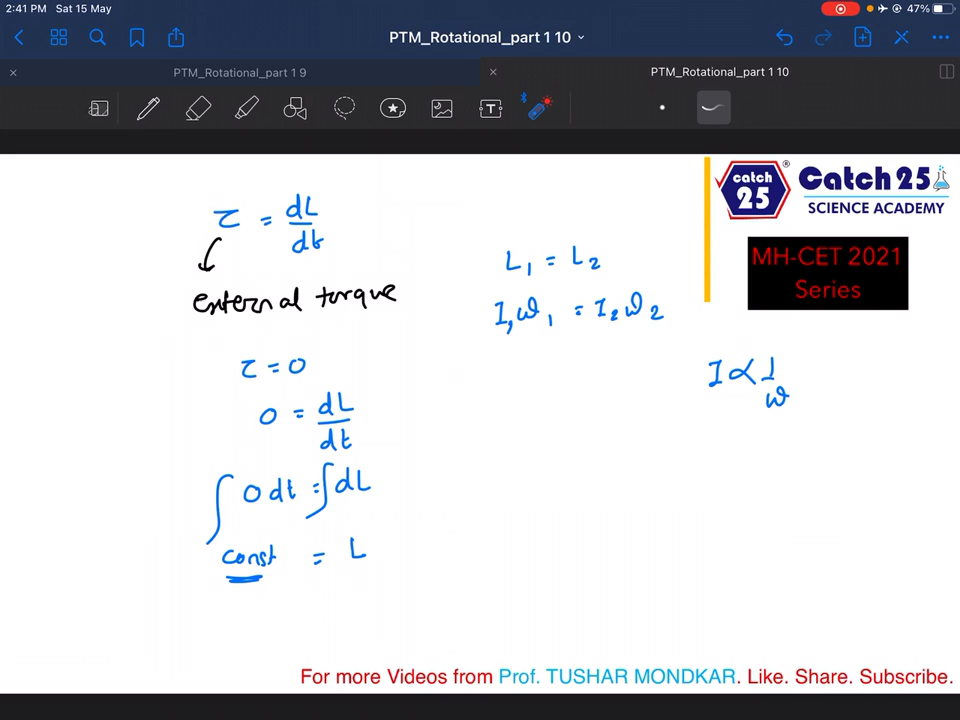 2:41 PM Sat 15 May
47%
PTM_Rotational_part 1 10
PTM_Rotational_part 1 9
PTM_Rotational_part 1 10
T
catch 25 ®
Catch 25
SCIENCE ACADEMY
MH-CET 2021
Series
τ = dL/dt
external torque
τ = 0
0 = dL/dt
∫ 0 dt = ∫ dL
const = L
L₁ = L₂
I₁ω₁ = I₂ω₂
I ∝ 1/ω
For more Videos from Prof. TUSHAR MONDKAR. Like. Share. Subscribe.